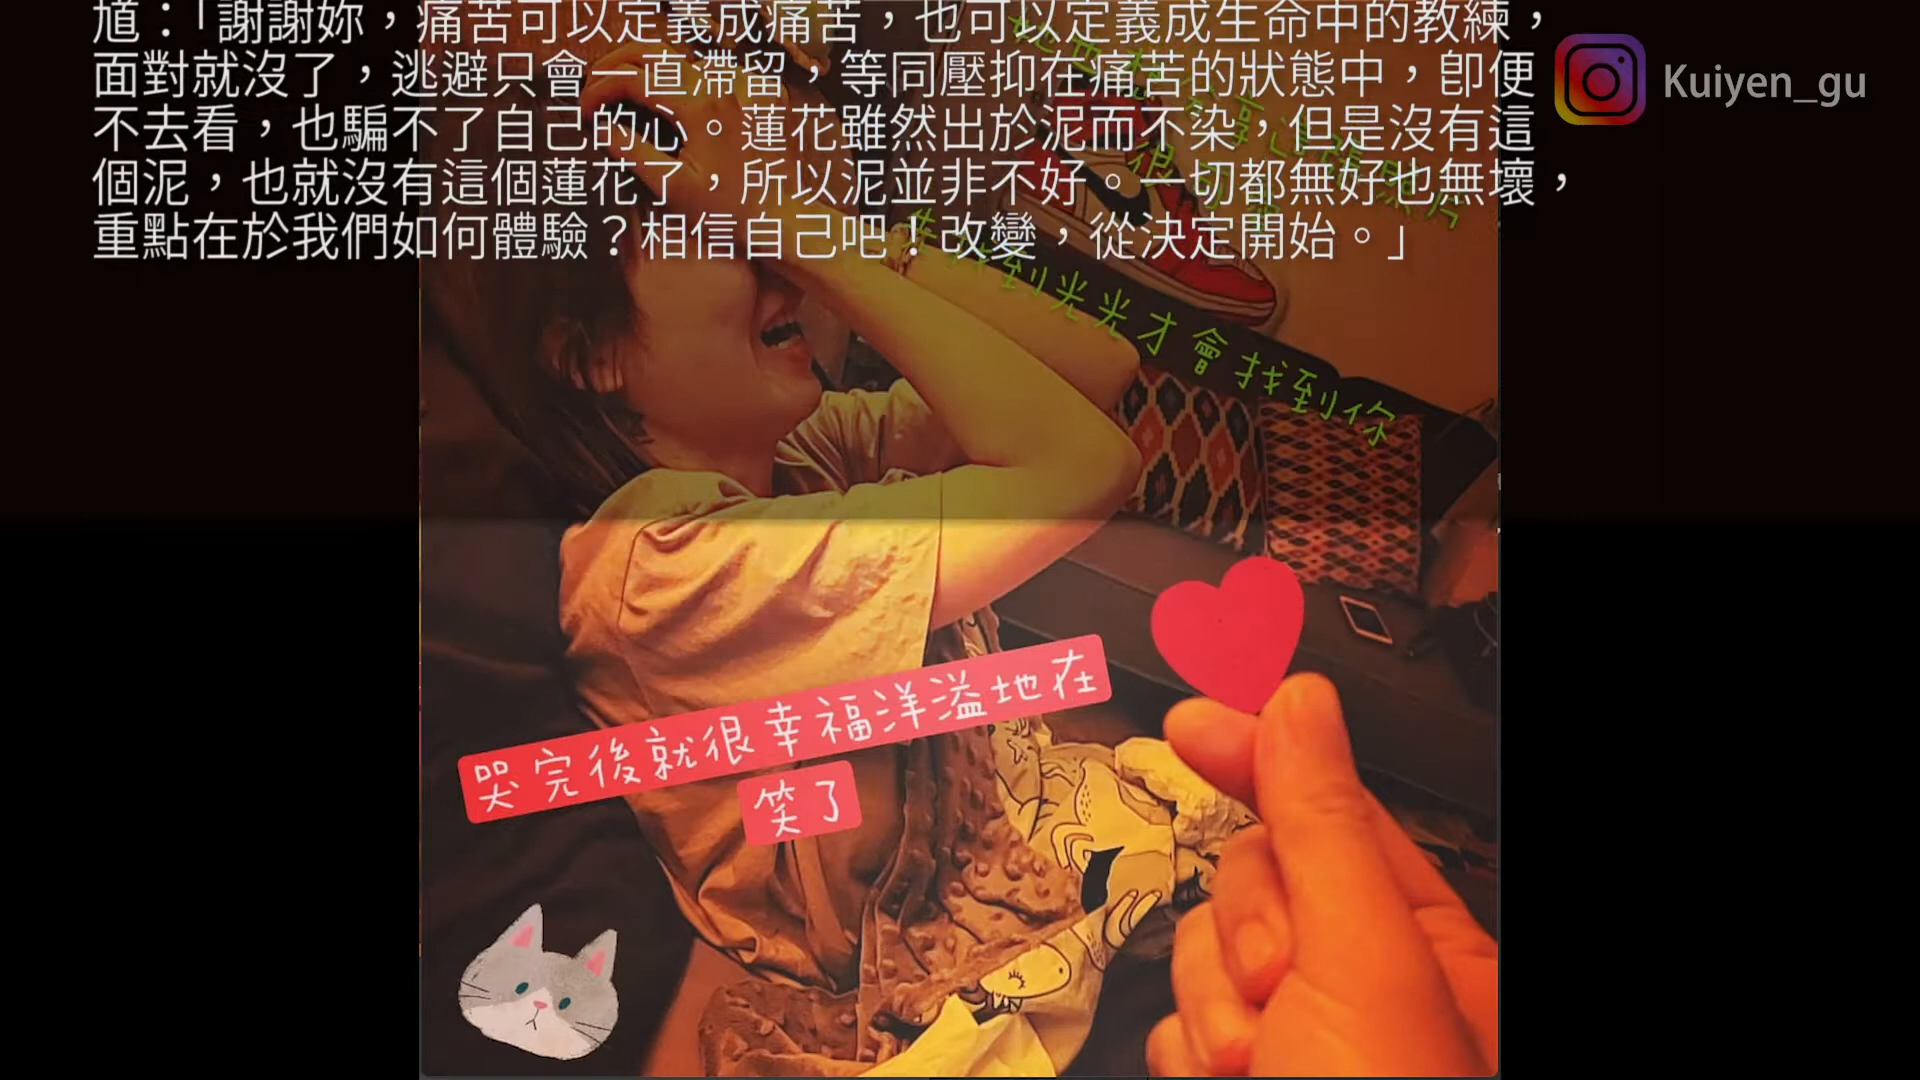 馗：「謝謝妳，痛苦可以定義成痛苦，也可以定義成生命中的教練，
面對就沒了，逃避只會一直滯留，等同壓抑在痛苦的狀態中，即便
不去看，也騙不了自己的心。蓮花雖然出於泥而不染，但是沒有這
個泥，也就沒有這個蓮花了，所以泥並非不好。一切都無好也無壞，
重點在於我們如何體驗？相信自己吧！改變，從決定開始。」
Kuiyen_gu
到光光才會找到你
哭完後就很幸福洋溢地在
笑了